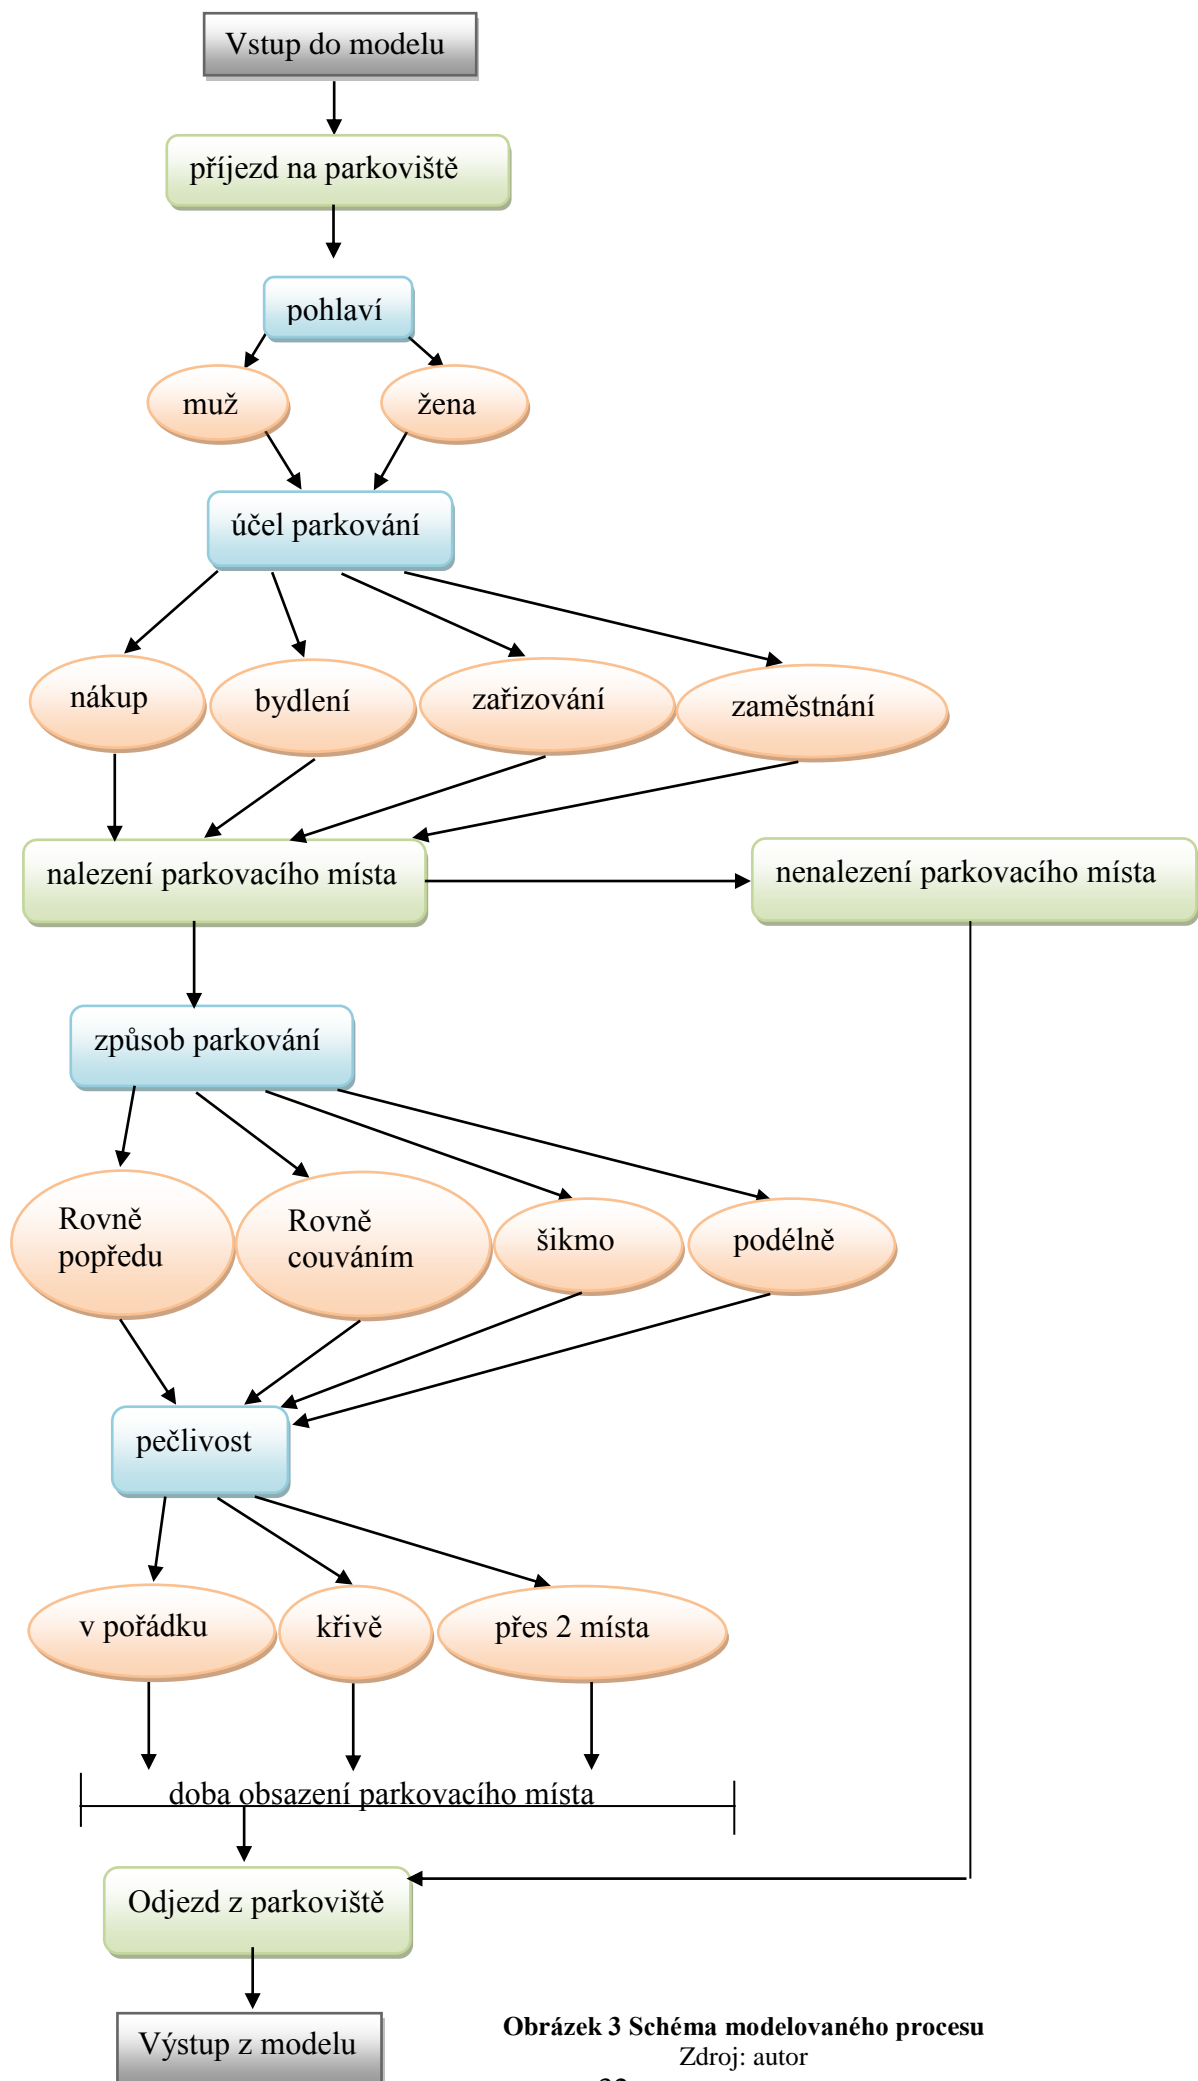 Vstup do modelu
příjezd na parkoviště
pohlaví
muž
žena
účel parkování
nákup
bydlení
zařizování
zaměstnání
nalezení parkovacího místa
nenalezení parkovacího místa
způsob parkování
Rovně
popředu
Rovně
couváním
šikmo
podélně
pečlivost
v pořádku
křivě
přes 2 místa
doba obsazení parkovacího místa
Odjezd z parkoviště
Výstup z modelu
Obrázek 3 Schéma modelovaného procesu
Zdroj: autor